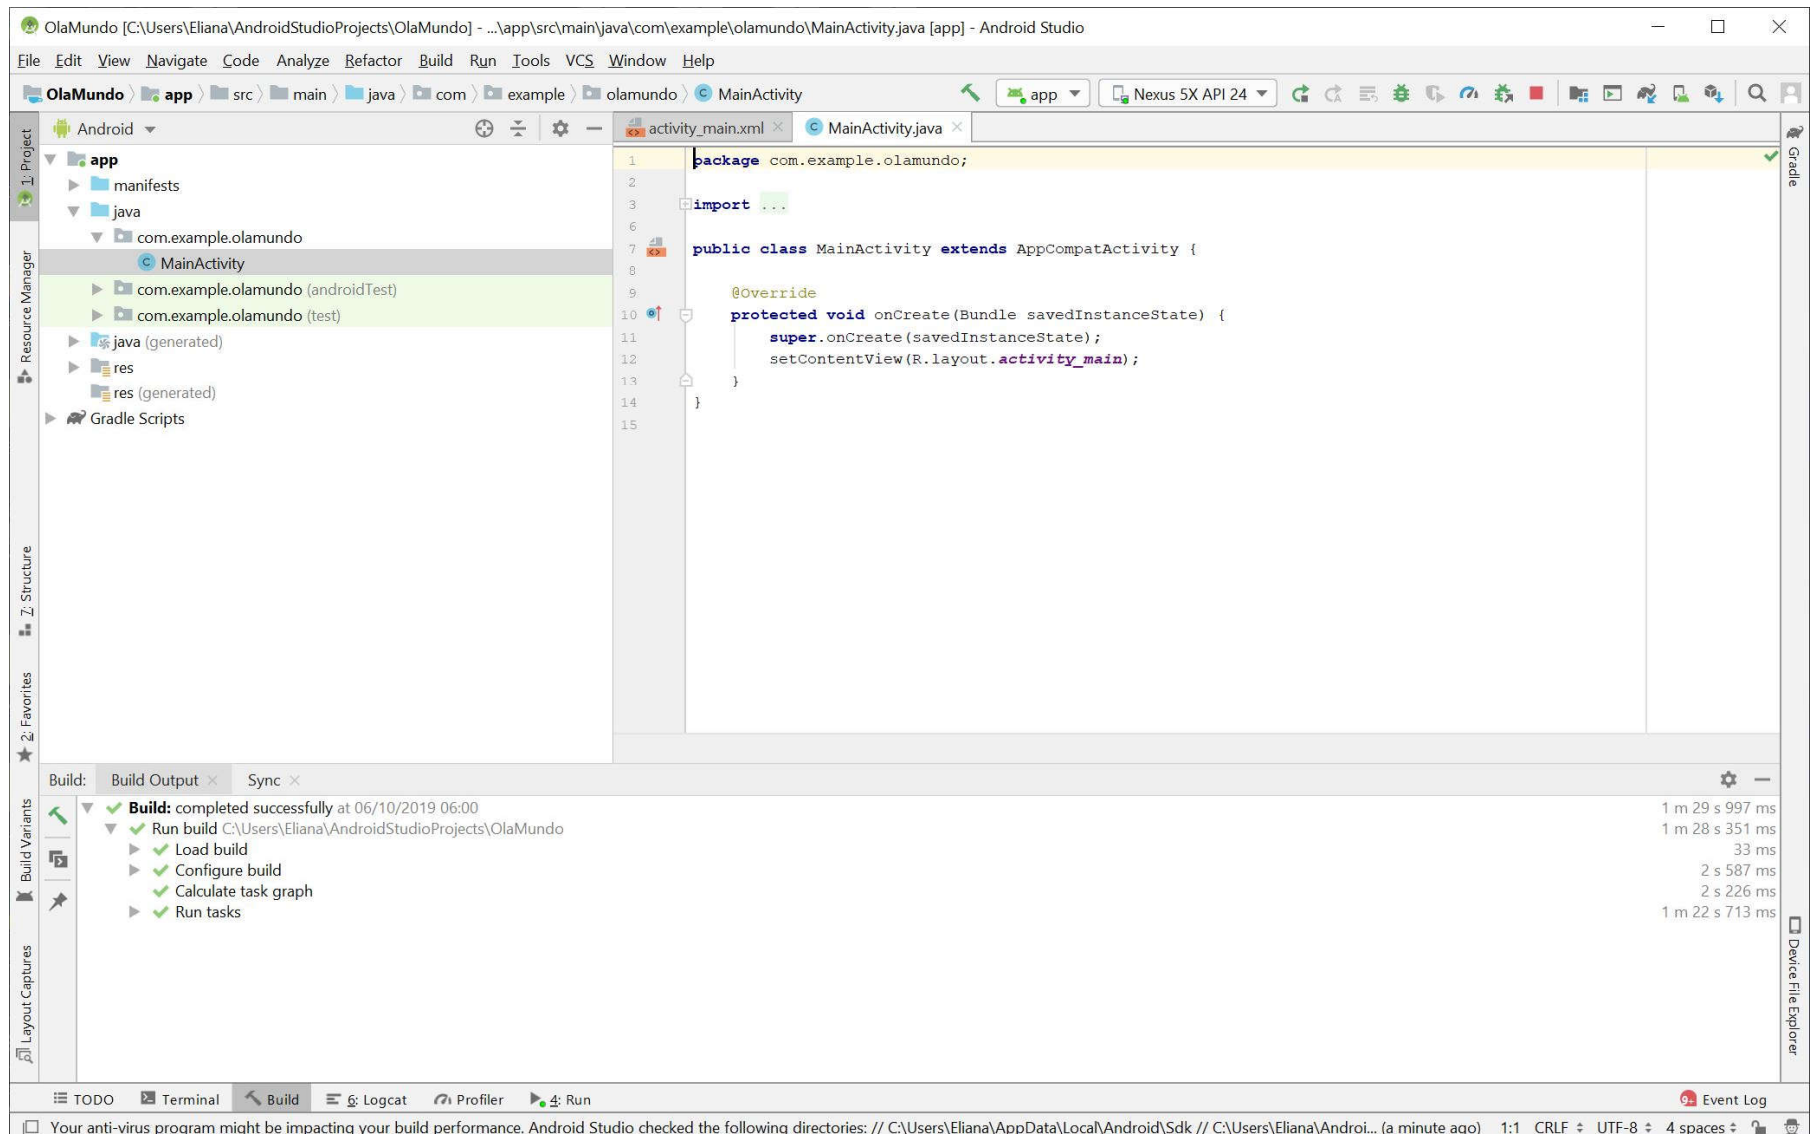 OlaMundo [C:\Users\Eliana\AndroidStudioProjects\OlaMundo] - ...\app\src\main\java\com\example\olamundo\MainActivity.java [app] - Android Studio
File Edit View Navigate Code Analyze Refactor Build Run Tools VCS Window Help
OlaMundo app src main java com example olamundo MainActivity app Nexus 5X API 24
Android
activity_main.xml MainActivity.java
1: Project
Resource Manager
Z: Structure
2: Favorites
Build Variants
Layout Captures
app
manifests
java
com.example.olamundo
MainActivity
com.example.olamundo (androidTest)
com.example.olamundo (test)
java (generated)
res
res (generated)
Gradle Scripts
1 package com.example.olamundo;
2
3 import ...
6
7 public class MainActivity extends AppCompatActivity {
8
9 @Override
10 protected void onCreate(Bundle savedInstanceState) {
11 super.onCreate(savedInstanceState);
12 setContentView(R.layout.activity_main);
13 }
14 }
15
Gradle
Device File Explorer
Build: Build Output Sync
Build: completed successfully at 06/10/2019 06:00 1 m 29 s 997 ms
Run build C:\Users\Eliana\AndroidStudioProjects\OlaMundo 1 m 28 s 351 ms
Load build 33 ms
Configure build 2 s 587 ms
Calculate task graph 2 s 226 ms
Run tasks 1 m 22 s 713 ms
TODO Terminal Build 6: Logcat Profiler 4: Run 9+ Event Log
Your anti-virus program might be impacting your build performance. Android Studio checked the following directories: // C:\Users\Eliana\AppData\Local\Android\Sdk // C:\Users\Eliana\Androi... (a minute ago) 1:1 CRLF UTF-8 4 spaces